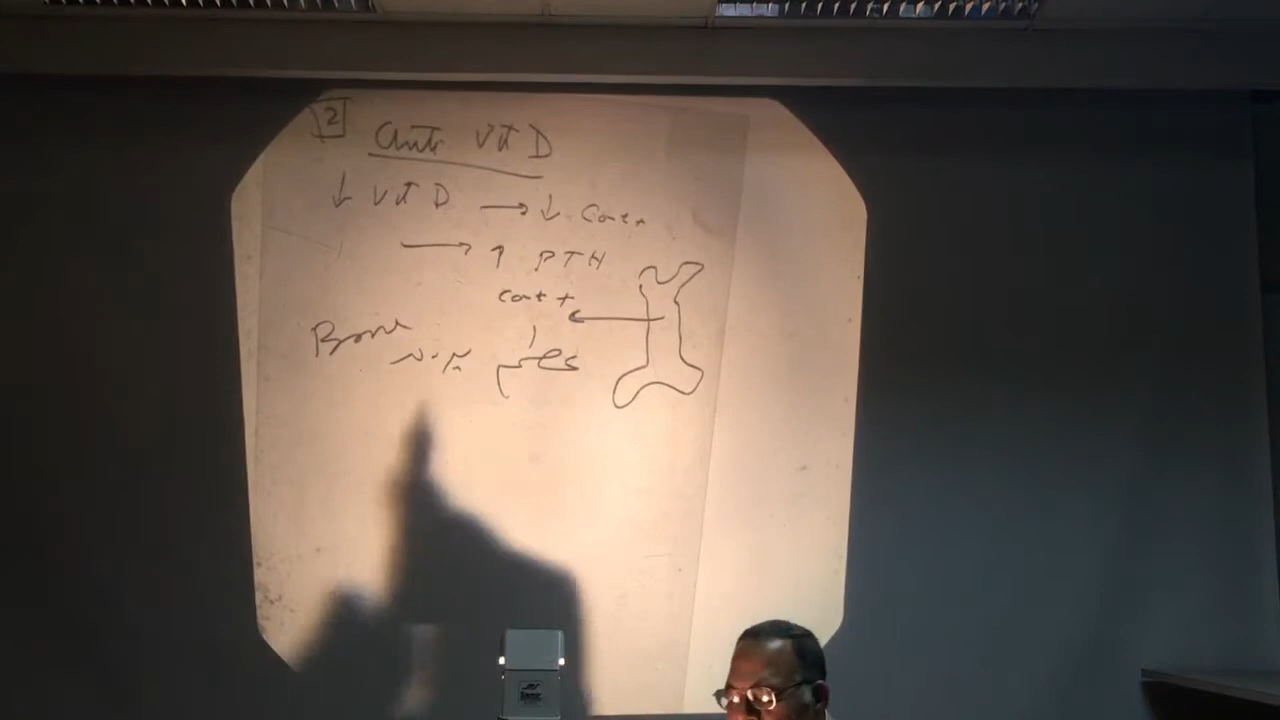 2
Anti Vit D
↓ Vit D → ↓ Ca++
→ ↑ PTH
Ca++
Bone